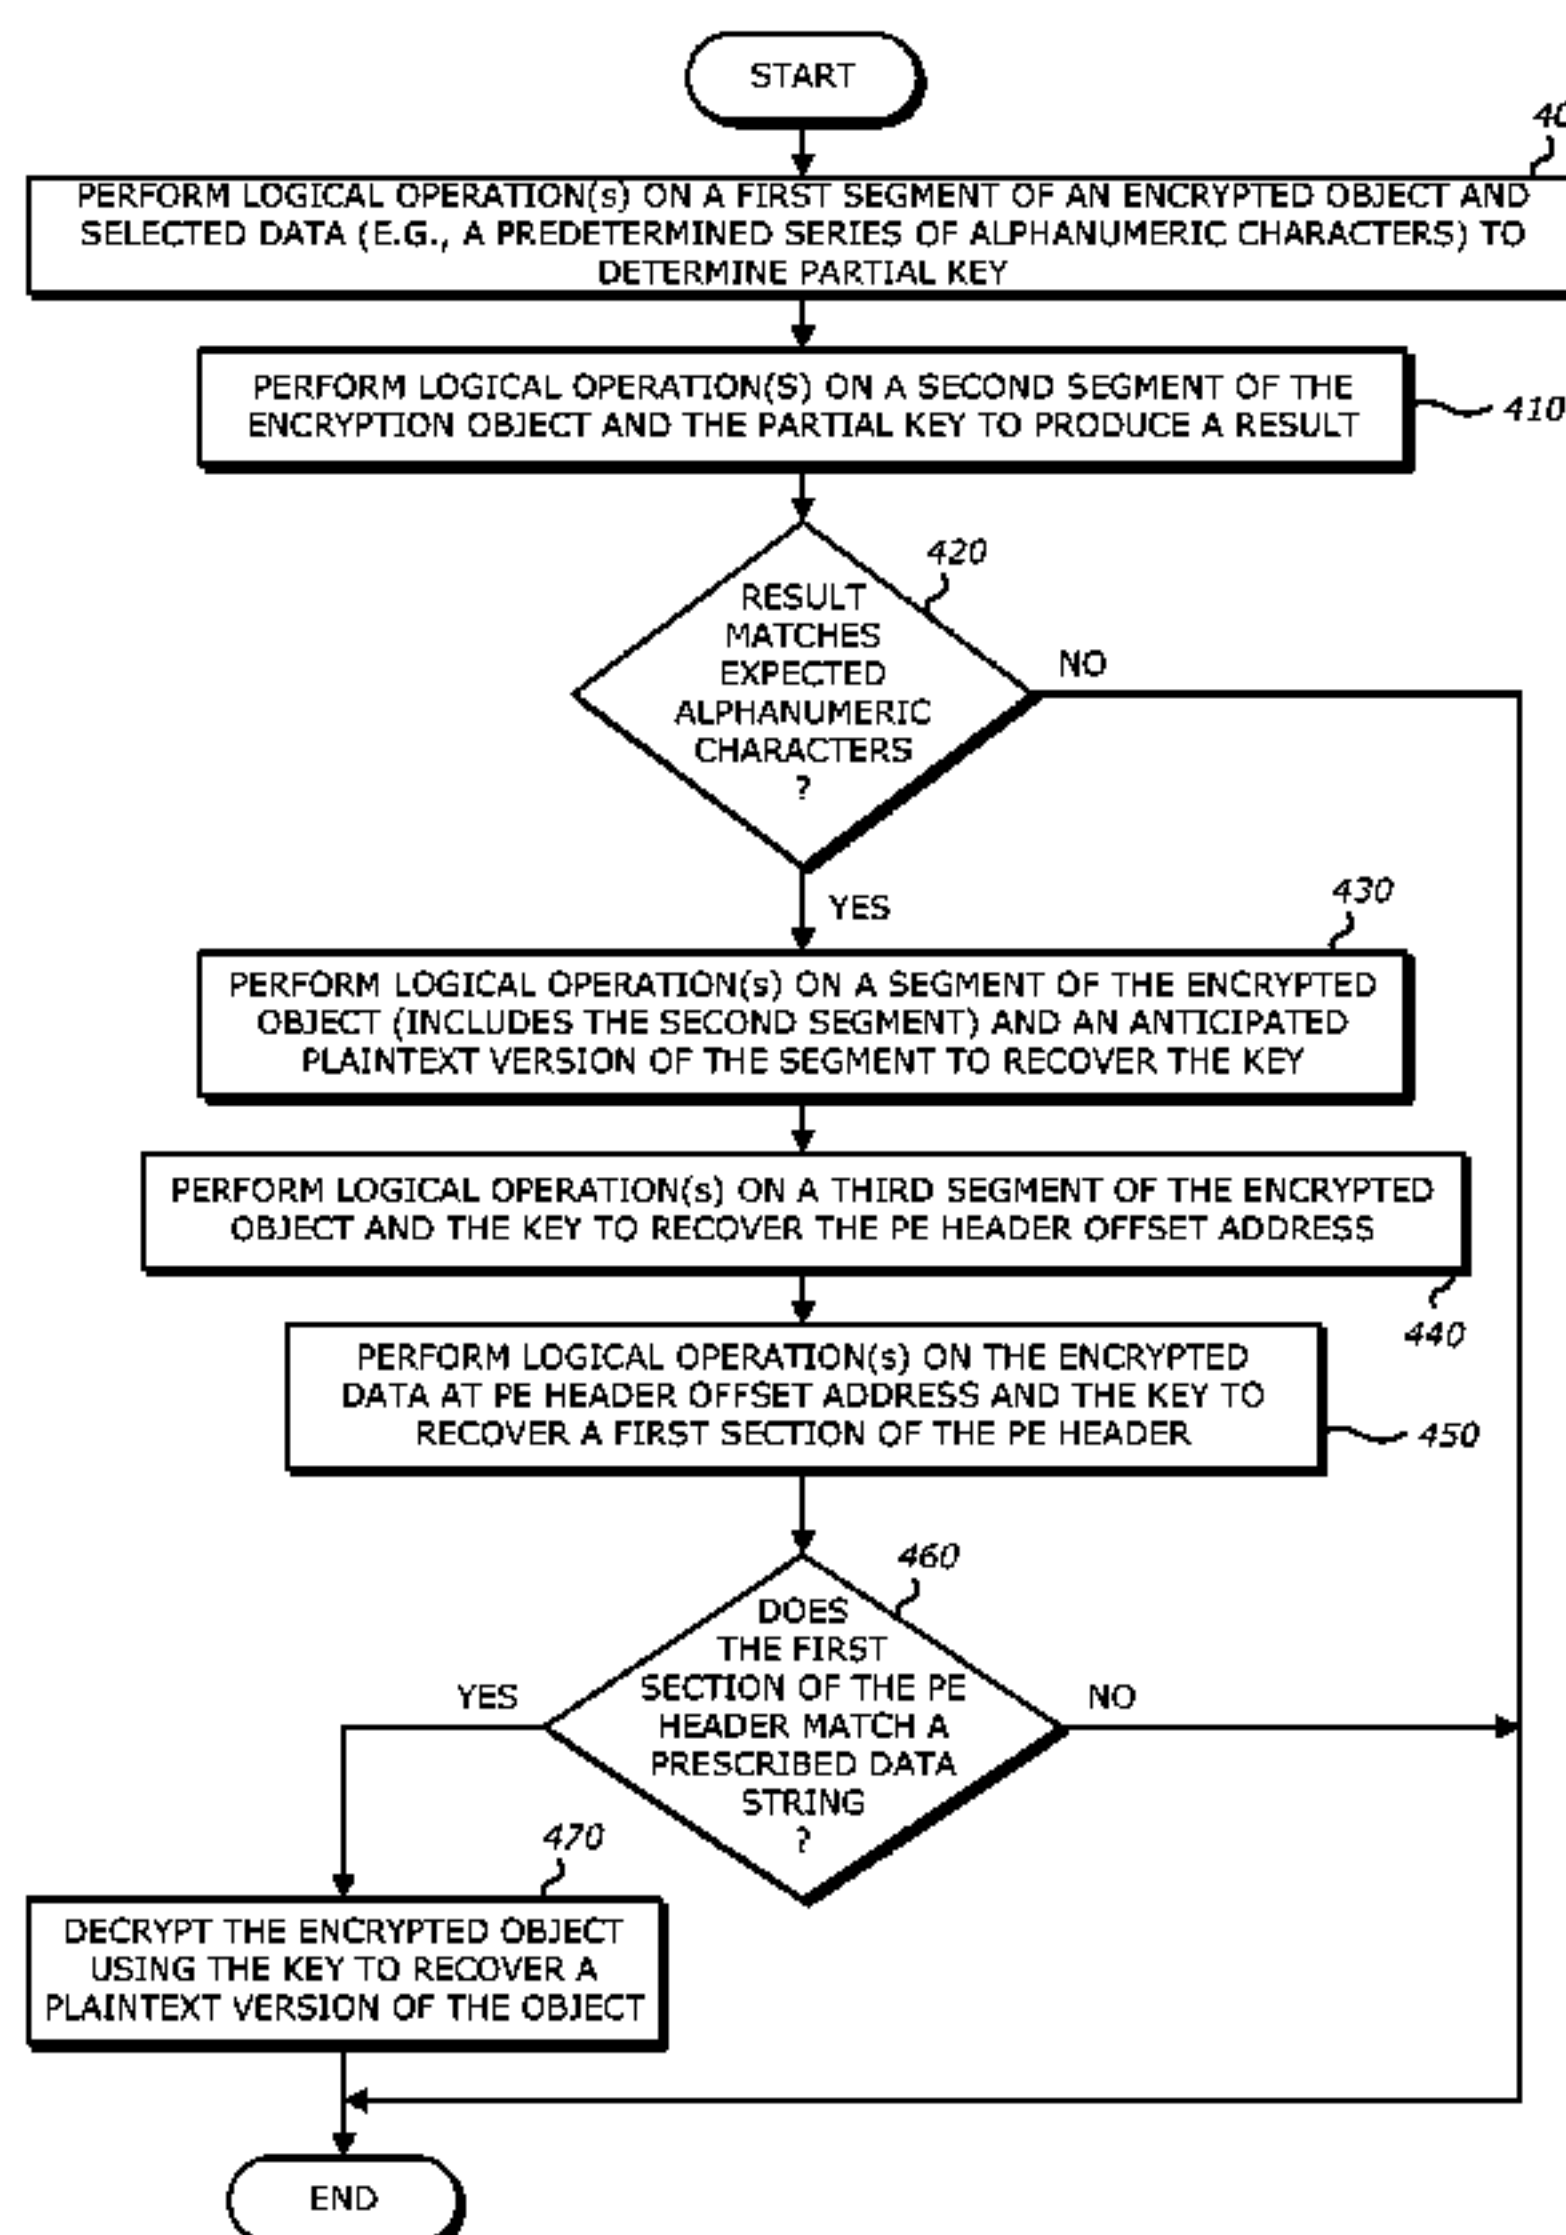 START
40
PERFORM LOGICAL OPERATION(s) ON A FIRST SEGMENT OF AN ENCRYPTED OBJECT AND
SELECTED DATA (E.G., A PREDETERMINED SERIES OF ALPHANUMERIC CHARACTERS) TO
DETERMINE PARTIAL KEY
PERFORM LOGICAL OPERATION(S) ON A SECOND SEGMENT OF THE
ENCRYPTION OBJECT AND THE PARTIAL KEY TO PRODUCE A RESULT
410
420
RESULT
MATCHES
EXPECTED
ALPHANUMERIC
CHARACTERS
?
NO
YES
430
PERFORM LOGICAL OPERATION(s) ON A SEGMENT OF THE ENCRYPTED
OBJECT (INCLUDES THE SECOND SEGMENT) AND AN ANTICIPATED
PLAINTEXT VERSION OF THE SEGMENT TO RECOVER THE KEY
PERFORM LOGICAL OPERATION(s) ON A THIRD SEGMENT OF THE ENCRYPTED
OBJECT AND THE KEY TO RECOVER THE PE HEADER OFFSET ADDRESS
440
PERFORM LOGICAL OPERATION(s) ON THE ENCRYPTED
DATA AT PE HEADER OFFSET ADDRESS AND THE KEY TO
RECOVER A FIRST SECTION OF THE PE HEADER
450
460
DOES
THE FIRST
SECTION OF THE PE
HEADER MATCH A
PRESCRIBED DATA
STRING
?
YES
NO
470
DECRYPT THE ENCRYPTED OBJECT
USING THE KEY TO RECOVER A
PLAINTEXT VERSION OF THE OBJECT
END